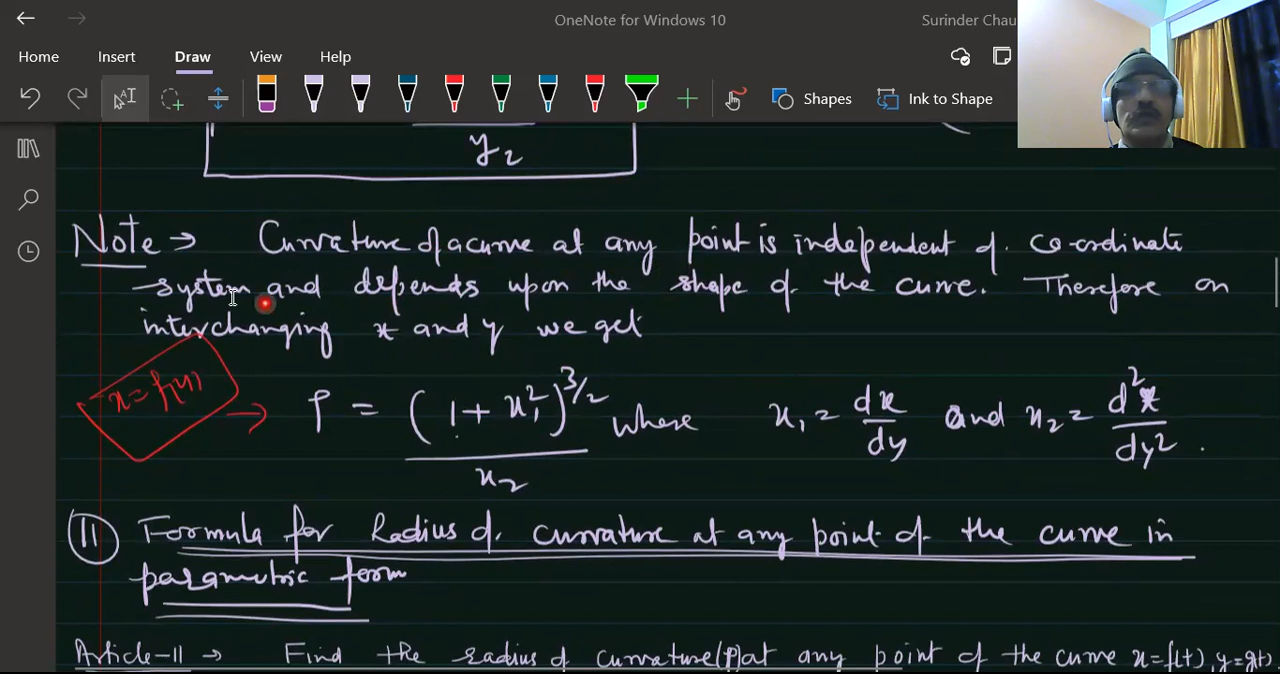 OneNote for Windows 10
Surinder Chau
Home Insert Draw View Help
Shapes
Ink to Shape
y₂
Note → Curvature of a curve at any point is independent of co-ordinate
system and depends upon the shape of the curve. Therefore on
interchanging x and y we get
x = f(y)
ρ = (1 + x₁²)^3/2 / x₂ where x₁ = dx/dy and x₂ = d²x/dy².
II Formula for Radius of curvature at any point of the curve in
parametric form
Article-II → Find the radius of curvature(ρ)at any point of the curve x=f(t), y=g(t)